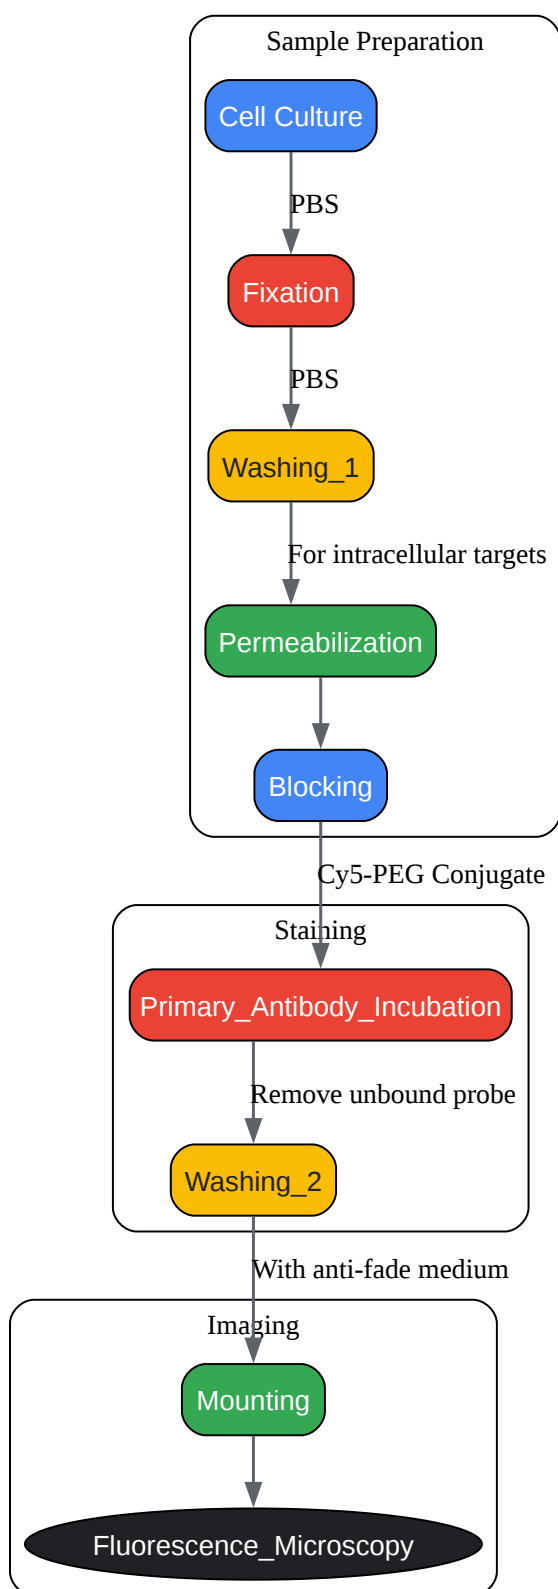 Sample Preparation
Cell Culture
PBS
Fixation
PBS
Washing_1
For intracellular targets
Permeabilization
Blocking
Cy5-PEG Conjugate
Staining
Primary_Antibody_Incubation
Remove unbound probe
Washing_2
With anti-fade medium
Imaging
Mounting
Fluorescence_Microscopy